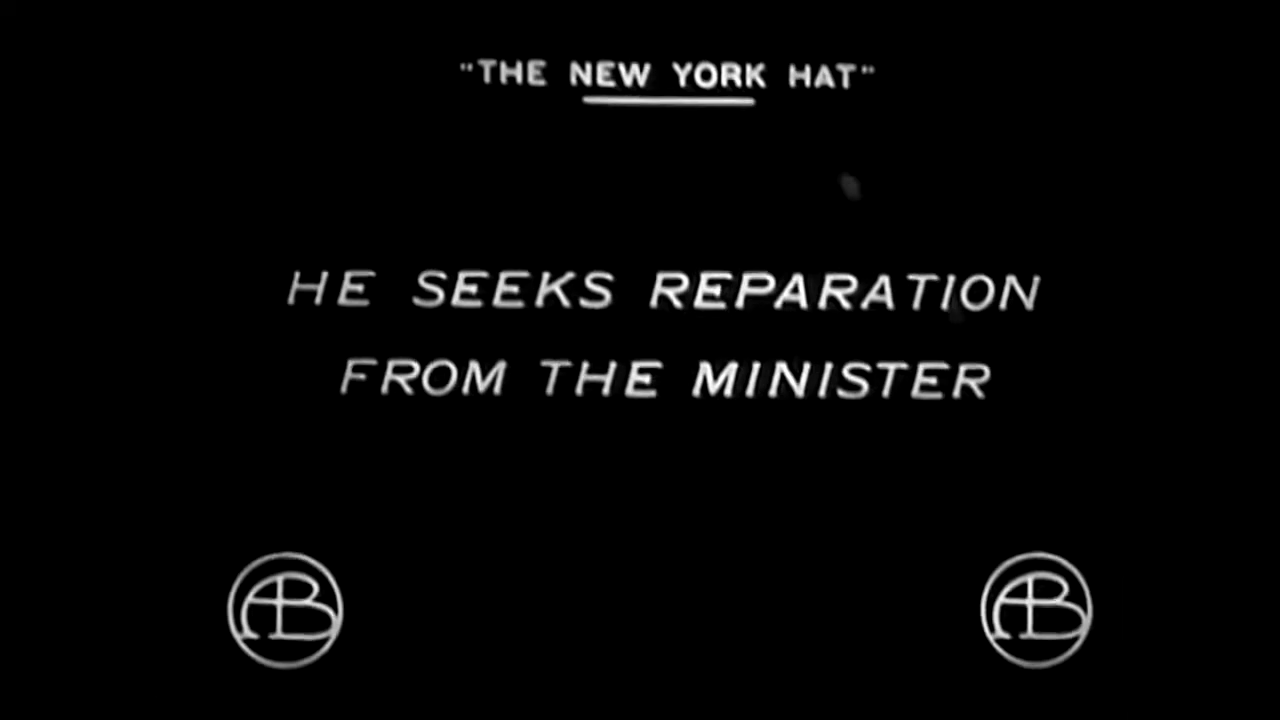 "THE NEW YORK HAT"
HE SEEKS REPARATION
FROM THE MINISTER
AB AB